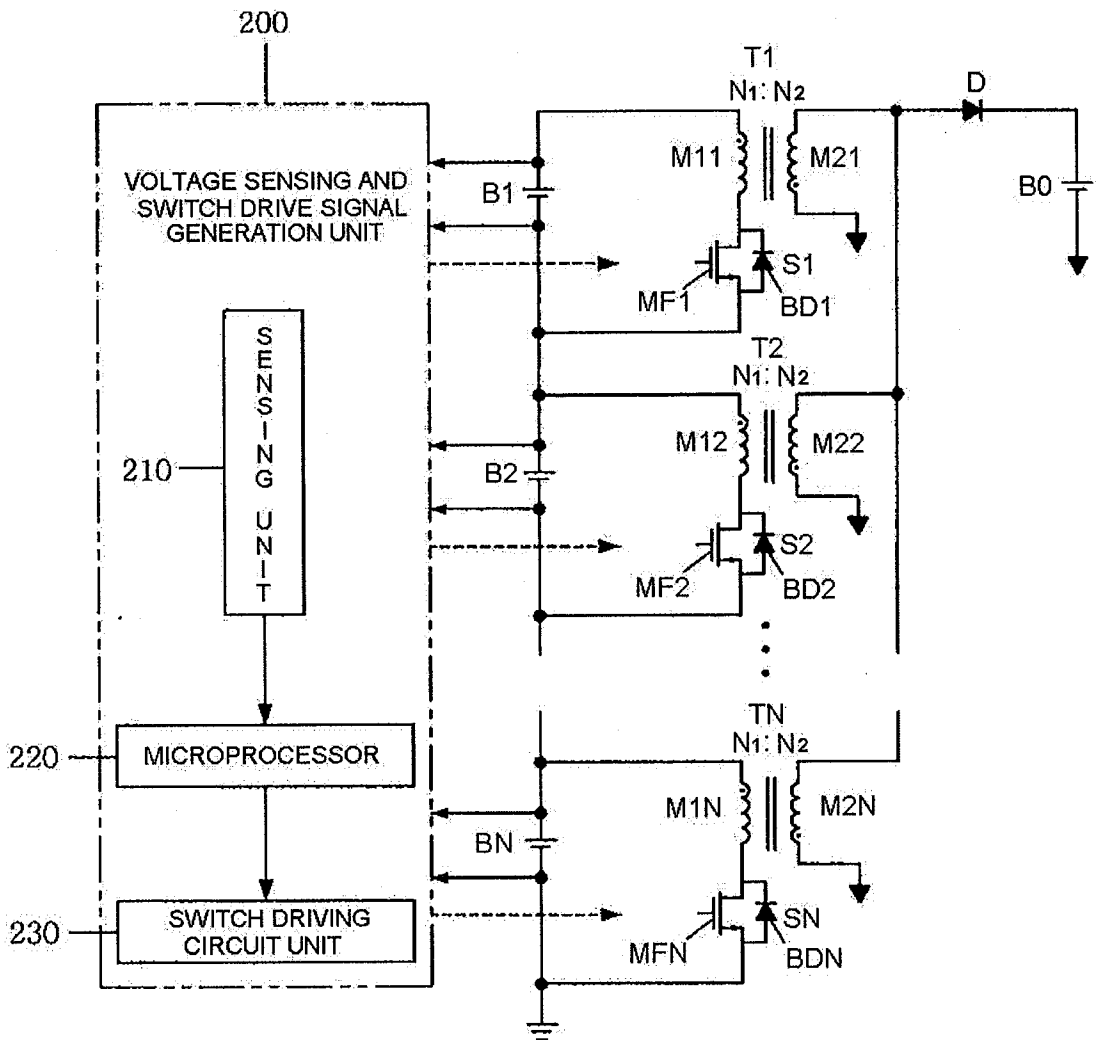 200
VOLTAGE SENSING AND
SWITCH DRIVE SIGNAL
GENERATION UNIT
SENSING UNIT
210
MICROPROCESSOR
220
SWITCH DRIVING
CIRCUIT UNIT
230
T1
N1:N2
D
M11
M21
B1
B0
S1
MF1
BD1
T2
N1:N2
M12
M22
B2
S2
MF2
BD2
TN
N1:N2
M1N
M2N
BN
SN
MFN
BDN